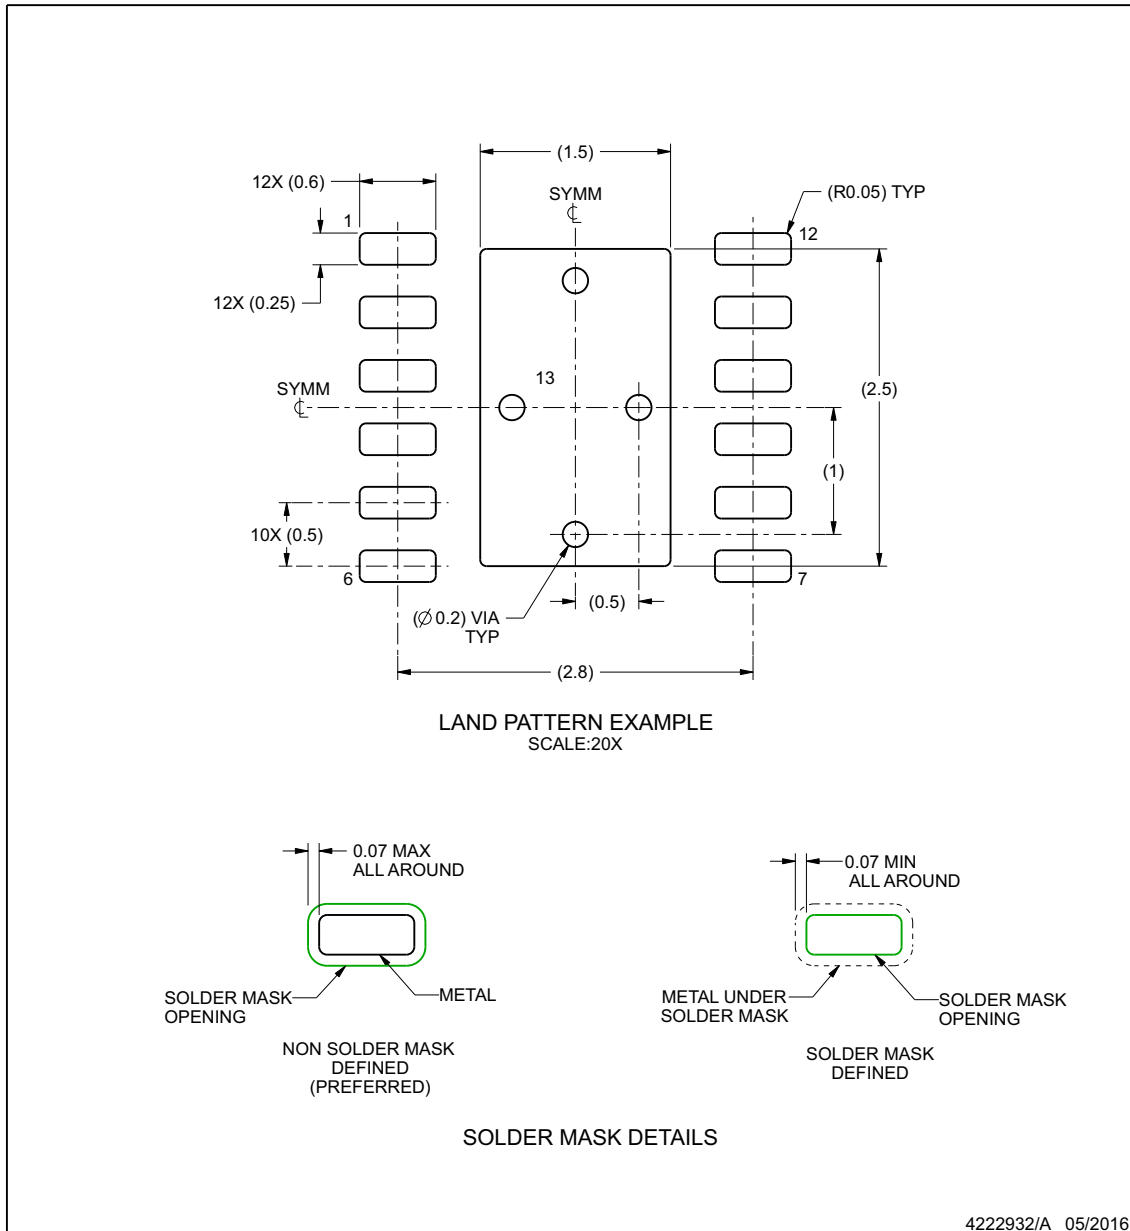 (1.5)
12X (0.6)
SYMM
℄
(R0.05) TYP
1
12
12X (0.25)
13
SYMM
℄
(2.5)
(1)
10X (0.5)
6
7
(0.5)
(∅ 0.2) VIA
TYP
(2.8)
LAND PATTERN EXAMPLE
SCALE:20X
0.07 MAX
ALL AROUND
0.07 MIN
ALL AROUND
SOLDER MASK
OPENING
METAL
METAL UNDER
SOLDER MASK
SOLDER MASK
OPENING
NON SOLDER MASK
DEFINED
(PREFERRED)
SOLDER MASK
DEFINED
SOLDER MASK DETAILS
4222932/A 05/2016